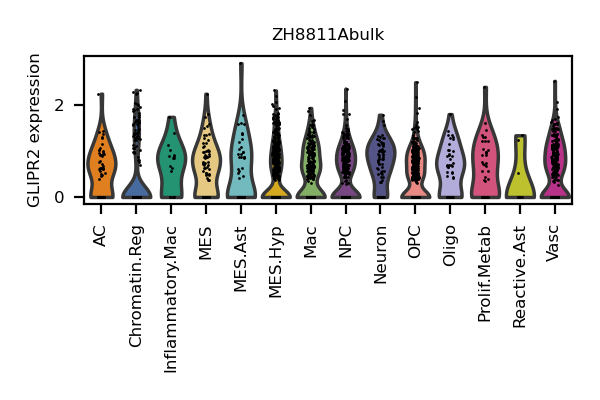 ZH8811Abulk
GLIPR2 expression
2
0
AC
Chromatin.Reg
Inflammatory.Mac
MES
MES.Ast
MES.Hyp
Mac
NPC
Neuron
OPC
Oligo
Prolif.Metab
Reactive.Ast
Vasc